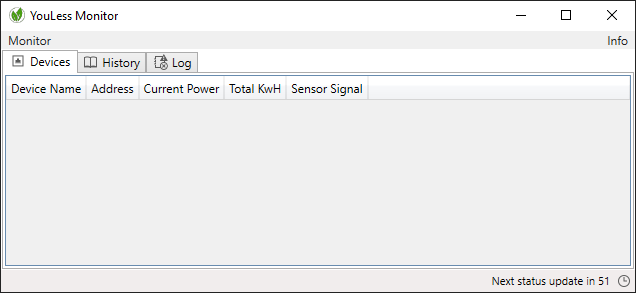 YouLess Monitor
Monitor Info
Devices History Log
Device Name Address Current Power Total KwH Sensor Signal
Next status update in 51